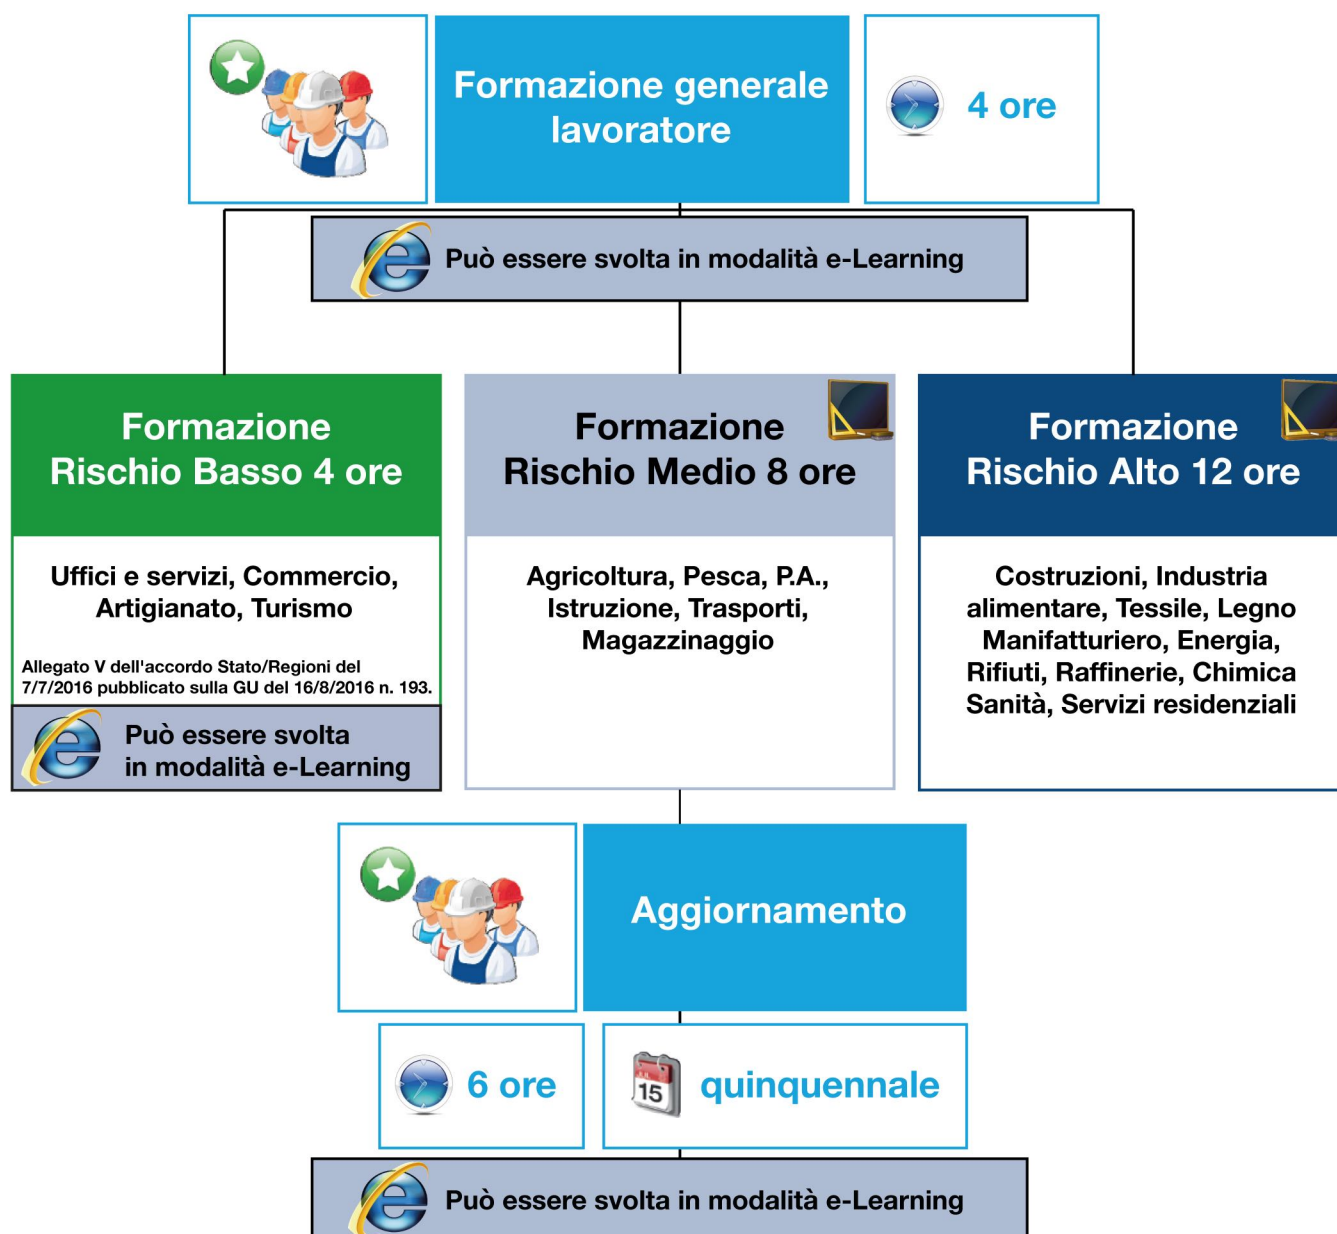 Formazione generale
lavoratore
4 ore
Può essere svolta in modalità e-Learning
Formazione
Rischio Basso 4 ore
Uffici e servizi, Commercio,
Artigianato, Turismo
Allegato V dell'accordo Stato/Regioni del
7/7/2016 pubblicato sulla GU del 16/8/2016 n. 193.
Può essere svolta
in modalità e-Learning
Formazione
Rischio Medio 8 ore
Agricoltura, Pesca, P.A.,
Istruzione, Trasporti,
Magazzinaggio
Formazione
Rischio Alto 12 ore
Costruzioni, Industria
alimentare, Tessile, Legno
Manifatturiero, Energia,
Rifiuti, Raffinerie, Chimica
Sanità, Servizi residenziali
Aggiornamento
6 ore
15
quinquennale
Può essere svolta in modalità e-Learning